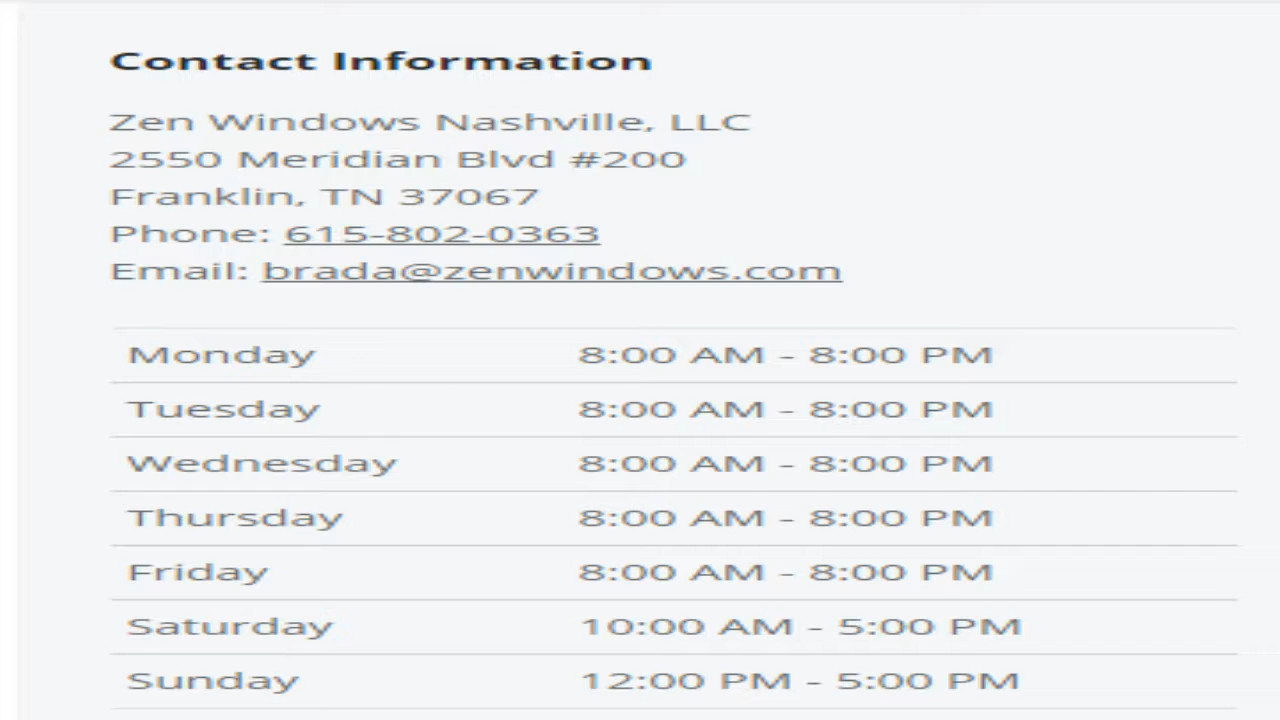 Contact Information
Zen Windows Nashville, LLC
2550 Meridian Blvd #200
Franklin, TN 37067
Phone: 615-802-0363
Email: brada@zenwindows.com
Monday 8:00 AM - 8:00 PM
Tuesday 8:00 AM - 8:00 PM
Wednesday 8:00 AM - 8:00 PM
Thursday 8:00 AM - 8:00 PM
Friday 8:00 AM - 8:00 PM
Saturday 10:00 AM - 5:00 PM
Sunday 12:00 PM - 5:00 PM